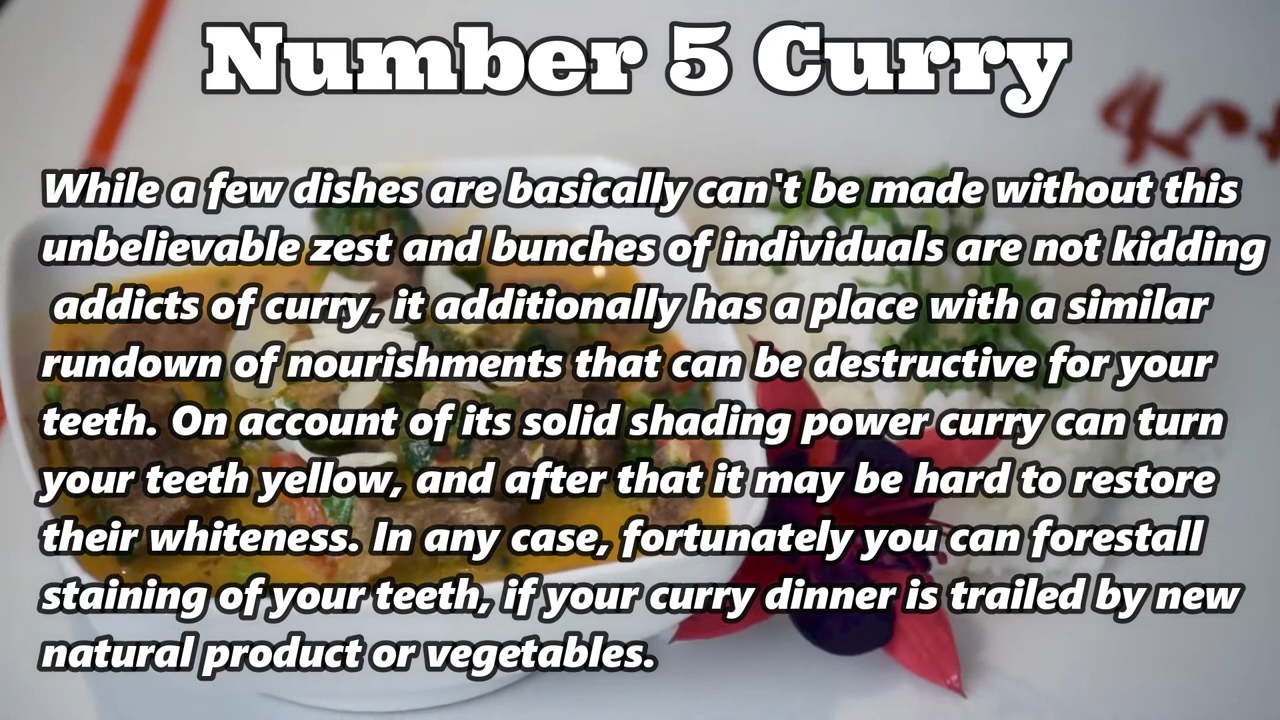 Number 5 Curry
While a few dishes are basically can't be made without this
unbelievable zest and bunches of individuals are not kidding
addicts of curry, it additionally has a place with a similar
rundown of nourishments that can be destructive for your
teeth. On account of its solid shading power curry can turn
your teeth yellow, and after that it may be hard to restore
their whiteness. In any case, fortunately you can forestall
staining of your teeth, if your curry dinner is trailed by new
natural product or vegetables.